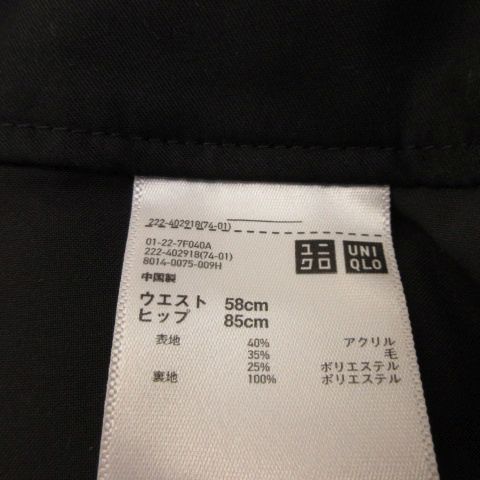 222-402918(74-01)
01-22-7F040A
222-402918(74-01)
8014-0075-009H
中国製
ユニ
クロ
UNI
QLO
ウエスト 58cm
ヒップ 85cm
表地 40% アクリル
35% 毛
25% ポリエステル
裏地 100% ポリエステル